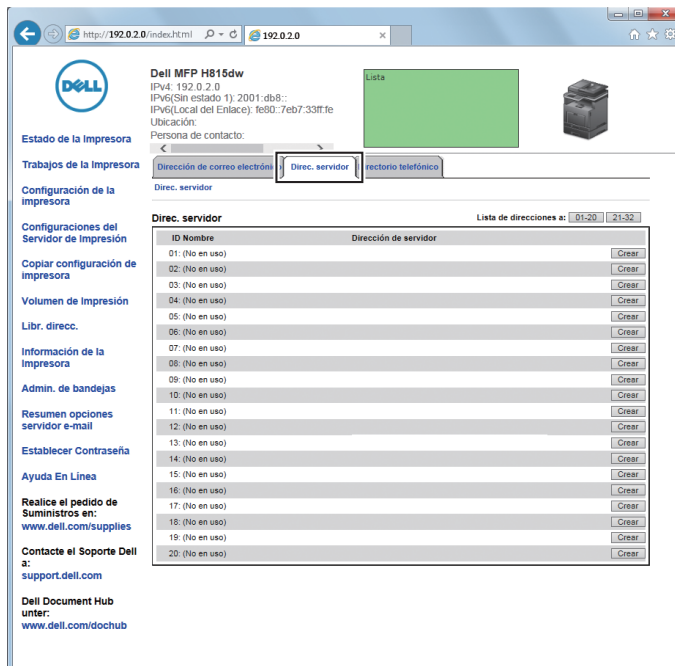 http://192.0.2.0/index.html
192.0.2.0
DELL
Dell MFP H815dw
IPv4: 192.0.2.0
IPv6(Sin estado 1): 2001:db8::
IPv6(Local del Enlace): fe80::7eb7:33ff:fe
Ubicación:
Persona de contacto:
Lista
Estado de la Impresora
Trabajos de la Impresora
Configuración de la
impresora
Configuraciones del
Servidor de Impresión
Copiar configuración de
impresora
Volumen de Impresión
Libr. direcc.
Información de la
Impresora
Admin. de bandejas
Resumen opciones
servidor e-mail
Establecer Contraseña
Ayuda En Línea
Realice el pedido de
Suministros en:
www.dell.com/supplies
Contacte el Soporte Dell
a:
support.dell.com
Dell Document Hub
unter:
www.dell.com/dochub
Dirección de correo electróni Direc. servidor rectorio telefónico
Direc. servidor
Direc. servidor Lista de direcciones a: 01-20 21-32
ID Nombre Dirección de servidor
01: (No en uso) Crear
02: (No en uso) Crear
03: (No en uso) Crear
04: (No en uso) Crear
05: (No en uso) Crear
06: (No en uso) Crear
07: (No en uso) Crear
08: (No en uso) Crear
09: (No en uso) Crear
10: (No en uso) Crear
11: (No en uso) Crear
12: (No en uso) Crear
13: (No en uso) Crear
14: (No en uso) Crear
15: (No en uso) Crear
16: (No en uso) Crear
17: (No en uso) Crear
18: (No en uso) Crear
19: (No en uso) Crear
20: (No en uso) Crear